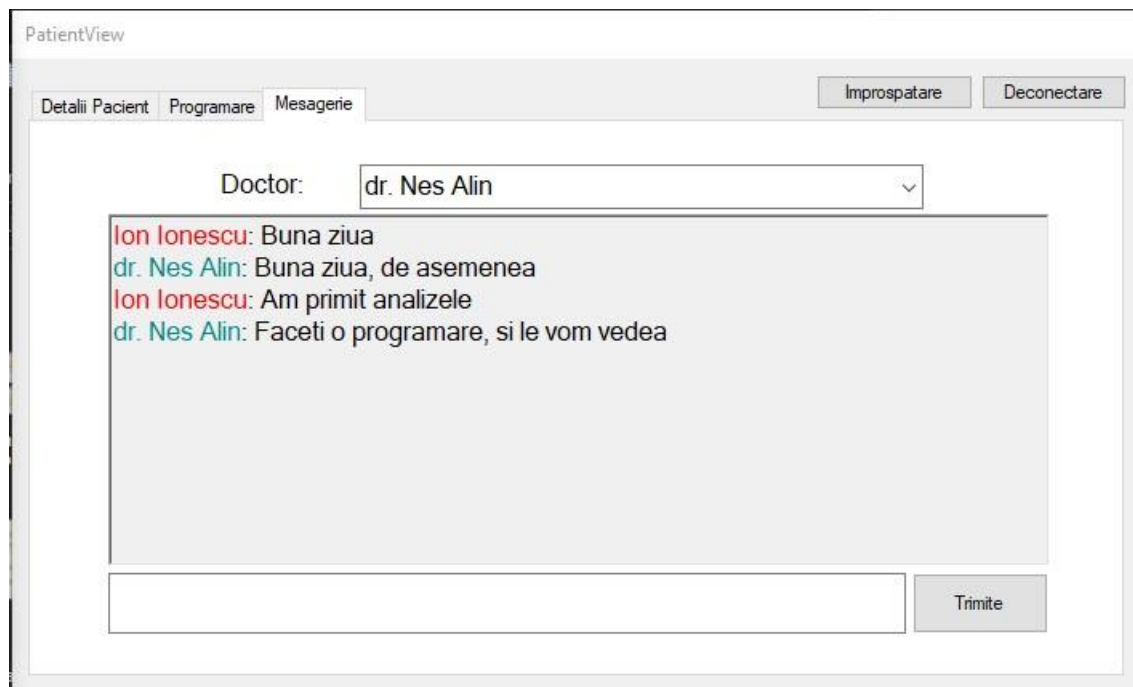 PatientView
Improspatare Deconectare
Detalii Pacient Programare Mesagerie
Doctor: dr. Nes Alin
Ion Ionescu: Buna ziua
dr. Nes Alin: Buna ziua, de asemenea
Ion Ionescu: Am primit analizele
dr. Nes Alin: Faceti o programare, si le vom vedea
Trimite